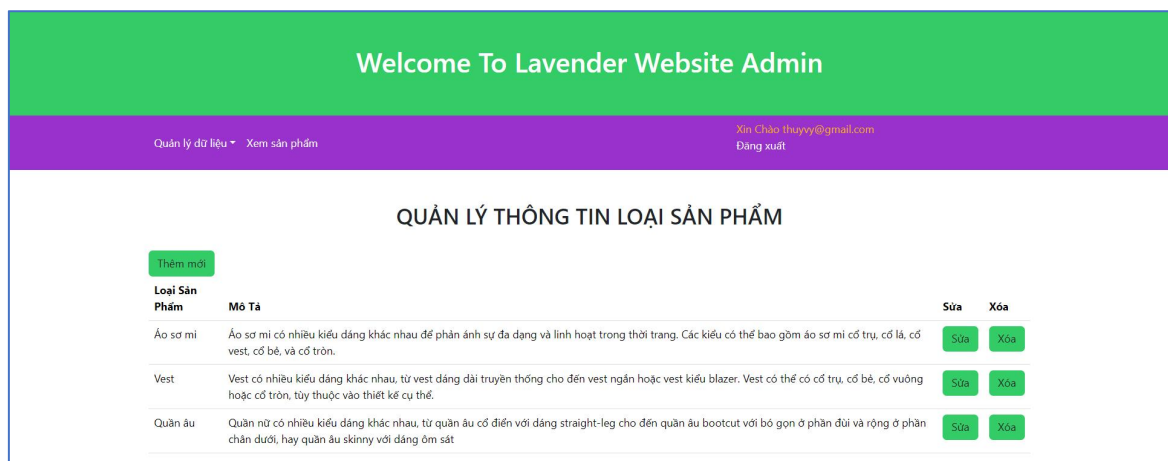 Welcome To Lavender Website Admin
Quản lý dữ liệu Xem sản phẩm
Xin Chào thuyvy@gmail.com
Đăng xuất
QUẢN LÝ THÔNG TIN LOẠI SẢN PHẨM
Thêm mới
Loại Sản
Phẩm Mô Tả Sửa Xóa
Áo sơ mi Áo sơ mi có nhiều kiểu dáng khác nhau để phản ánh sự đa dạng và linh hoạt trong thời trang. Các kiểu có thể bao gồm áo sơ mi cổ trụ, cổ lá, cổ Sửa Xóa
vest, cổ bẻ, và cổ tròn.
Vest Vest có nhiều kiểu dáng khác nhau, từ vest dáng dài truyền thống cho đến vest ngắn hoặc vest kiểu blazer. Vest có thể có cổ trụ, cổ bẻ, cổ vuông Sửa Xóa
hoặc cổ tròn, tùy thuộc vào thiết kế cụ thể.
Quần âu Quần nữ có nhiều kiểu dáng khác nhau, từ quần âu cổ điển với dáng straight-leg cho đến quần âu bootcut với bó gọn ở phần đùi và rộng ở phần Sửa Xóa
chân dưới, hay quần âu skinny với dáng ôm sát